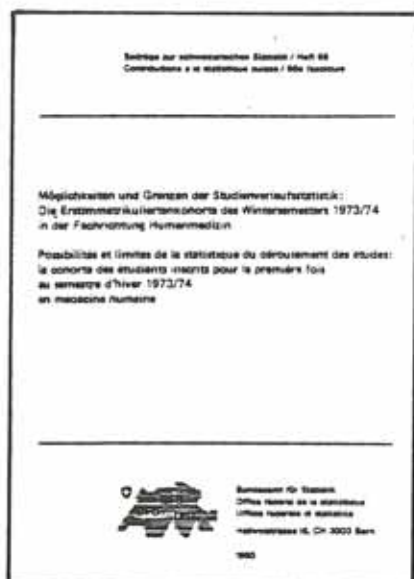 Beiträge zur schweizerischen Statistik / Heft
Contributions à la statistique suisse / fascicule
Möglichkeiten und Grenzen der Studienverlaufstatistik:
Die Erstimmatrikuliertenkohorte des Wintersemesters 1973/74
in der Fachrichtung Humanmedizin
Possibilités et limites de la statistique du déroulement des études:
la cohorte des étudiants inscrits pour la première fois
au semestre d'hiver 1973/74
en médecine humaine
Bundesamt für Statistik
Office fédéral de la statistique
Ufficio federale di statistica
Hallwylstrasse 15, CH 3003 Bern